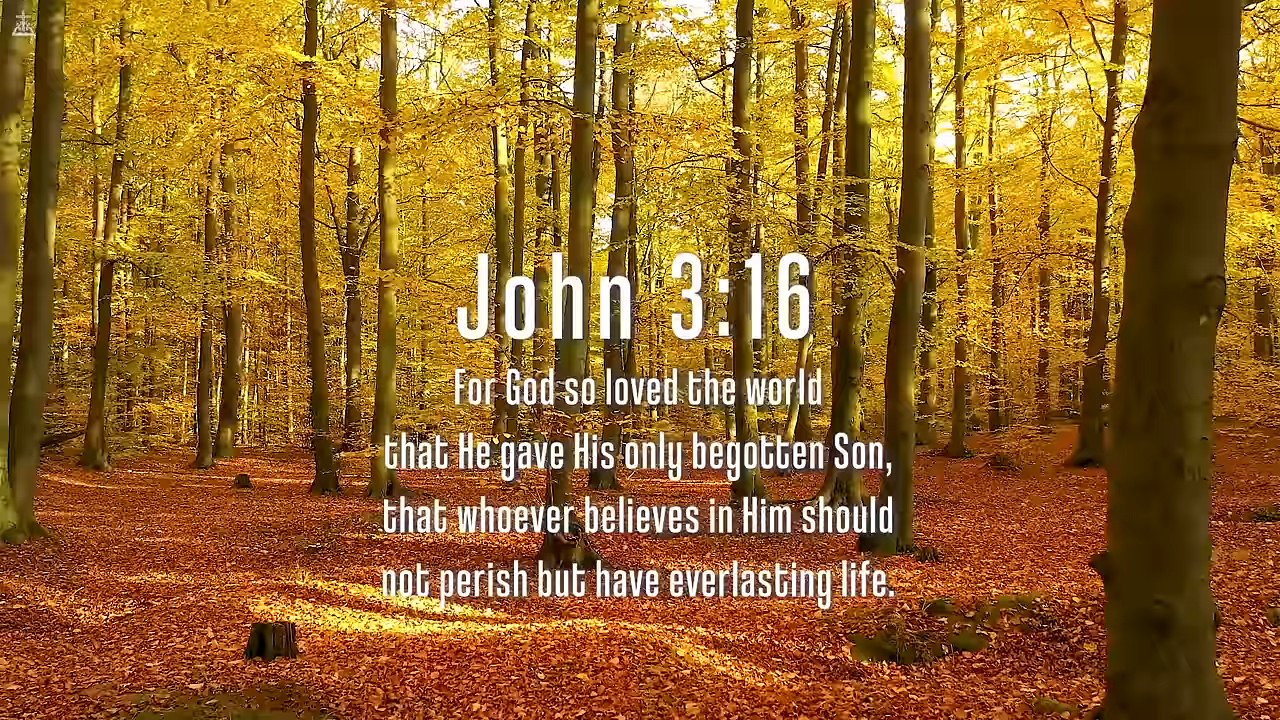 John 3:16
For God so loved the world
that He gave His only begotten Son,
that whoever believes in Him should
not perish but have everlasting life.